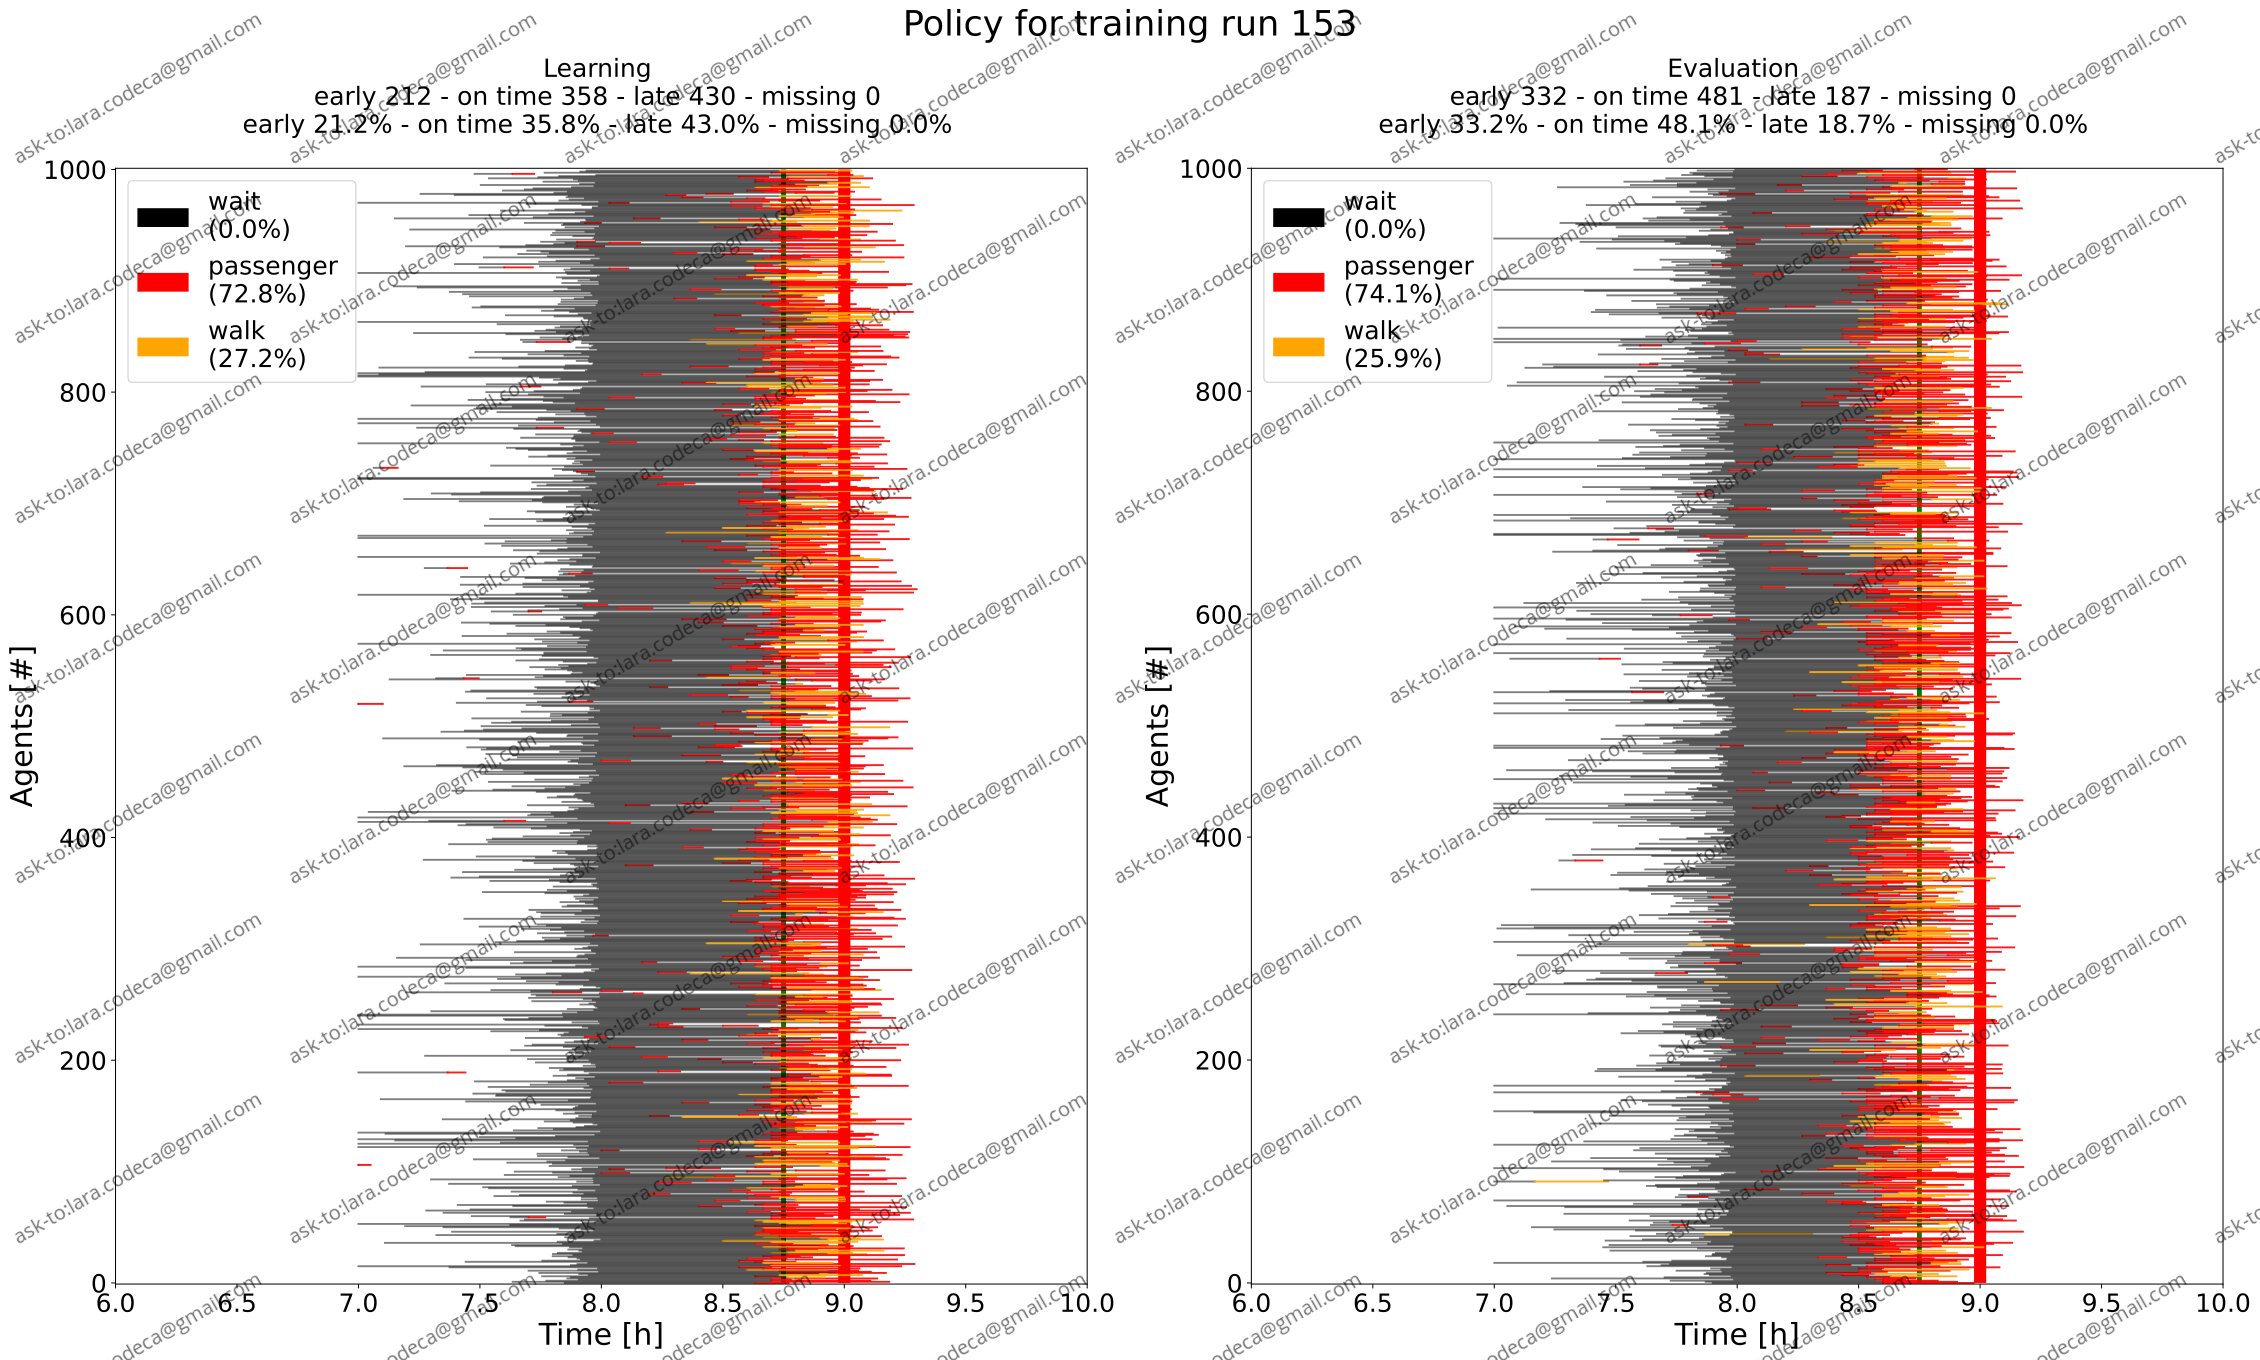 Policy for training run 153
Learning
early 212 - on time 358 - late 430 - missing 0
early 21.2% - on time 35.8% - late 43.0% - missing 0.0%
1000
800
600
400
200
0
Agents [#]
wait
(0.0%)
passenger
(72.8%)
walk
(27.2%)
6.0 6.5 7.0 7.5 8.0 8.5 9.0 9.5 10.0
Time [h]
Evaluation
early 332 - on time 481 - late 187 - missing 0
early 33.2% - on time 48.1% - late 18.7% - missing 0.0%
1000
800
600
400
200
0
Agents [#]
wait
(0.0%)
passenger
(74.1%)
walk
(25.9%)
6.0 6.5 7.0 7.5 8.0 8.5 9.0 9.5 10.0
Time [h]
ask-to:lara.codeca@gmail.com